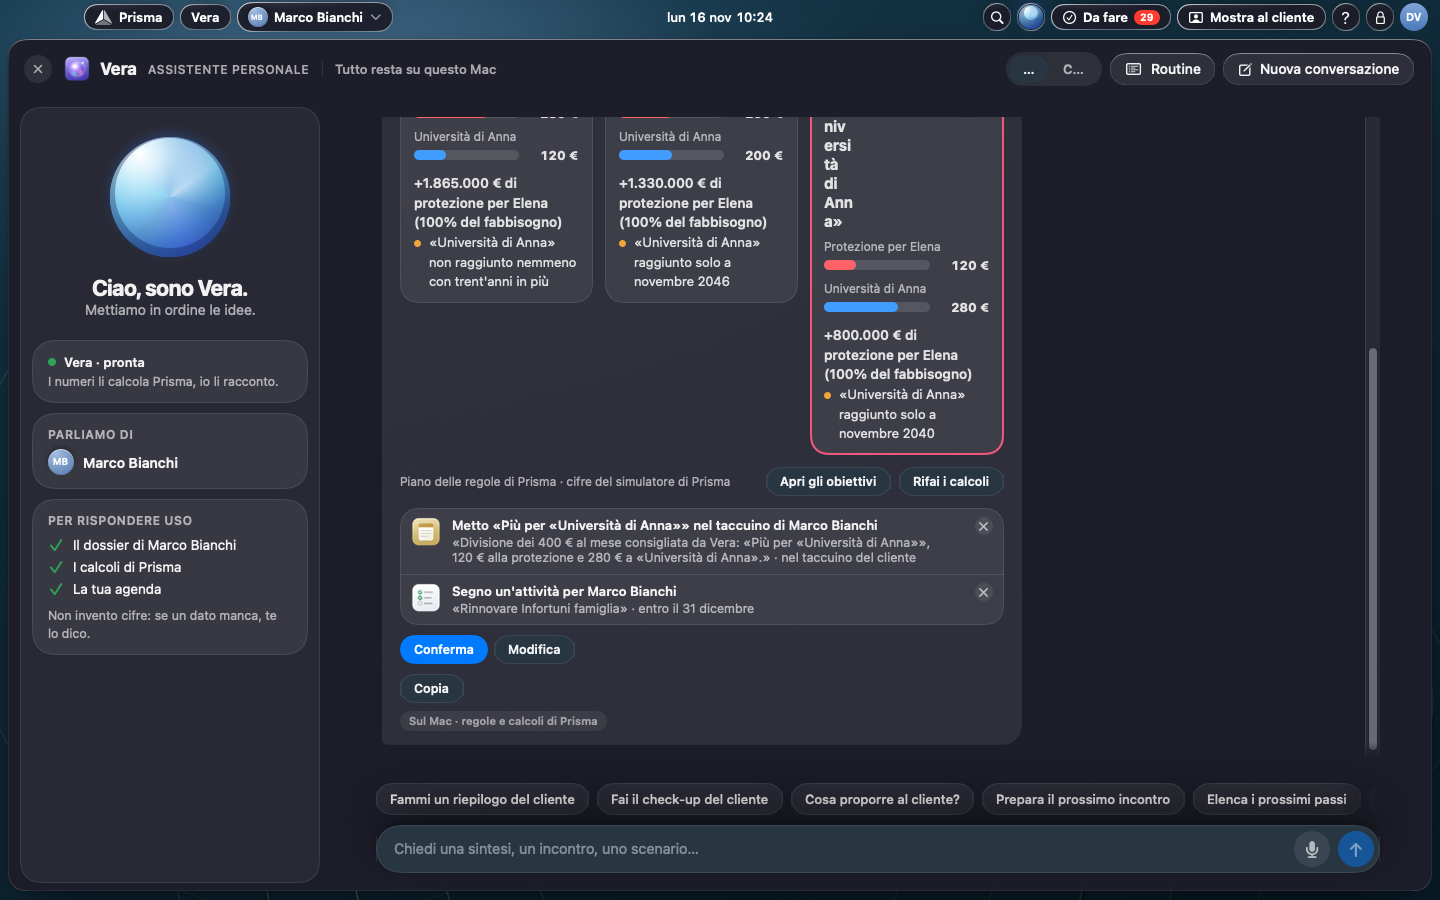 Prisma
Vera
MB Marco Bianchi
lun 16 nov 10:24
Da fare 29
Mostra al cliente
?
DV
Vera ASSISTENTE PERSONALE
Tutto resta su questo Mac
...
C...
Routine
Nuova conversazione
Ciao, sono Vera.
Mettiamo in ordine le idee.
Vera · pronta
I numeri li calcola Prisma, io li racconto.
PARLIAMO DI
MB Marco Bianchi
PER RISPONDERE USO
Il dossier di Marco Bianchi
I calcoli di Prisma
La tua agenda
Non invento cifre: se un dato manca, te
lo dico.
Università di Anna
120 €
+1.865.000 € di
protezione per Elena
(100% del fabbisogno)
«Università di Anna»
non raggiunto nemmeno
con trent'anni in più
Università di Anna
200 €
+1.330.000 € di
protezione per Elena
(100% del fabbisogno)
«Università di Anna»
raggiunto solo a
novembre 2046
niv
ersi
tà
di
Ann
a»
Protezione per Elena
120 €
Università di Anna
280 €
+800.000 € di
protezione per Elena
(100% del fabbisogno)
«Università di Anna»
raggiunto solo a
novembre 2040
Piano delle regole di Prisma · cifre del simulatore di Prisma
Apri gli obiettivi
Rifai i calcoli
Metto «Più per «Università di Anna»» nel taccuino di Marco Bianchi
«Divisione dei 400 € al mese consigliata da Vera: «Più per «Università di Anna»»,
120 € alla protezione e 280 € a «Università di Anna».» · nel taccuino del cliente
Segno un'attività per Marco Bianchi
«Rinnovare Infortuni famiglia» · entro il 31 dicembre
Conferma
Modifica
Copia
Sul Mac · regole e calcoli di Prisma
Fammi un riepilogo del cliente
Fai il check-up del cliente
Cosa proporre al cliente?
Prepara il prossimo incontro
Elenca i prossimi passi
Chiedi una sintesi, un incontro, uno scenario...